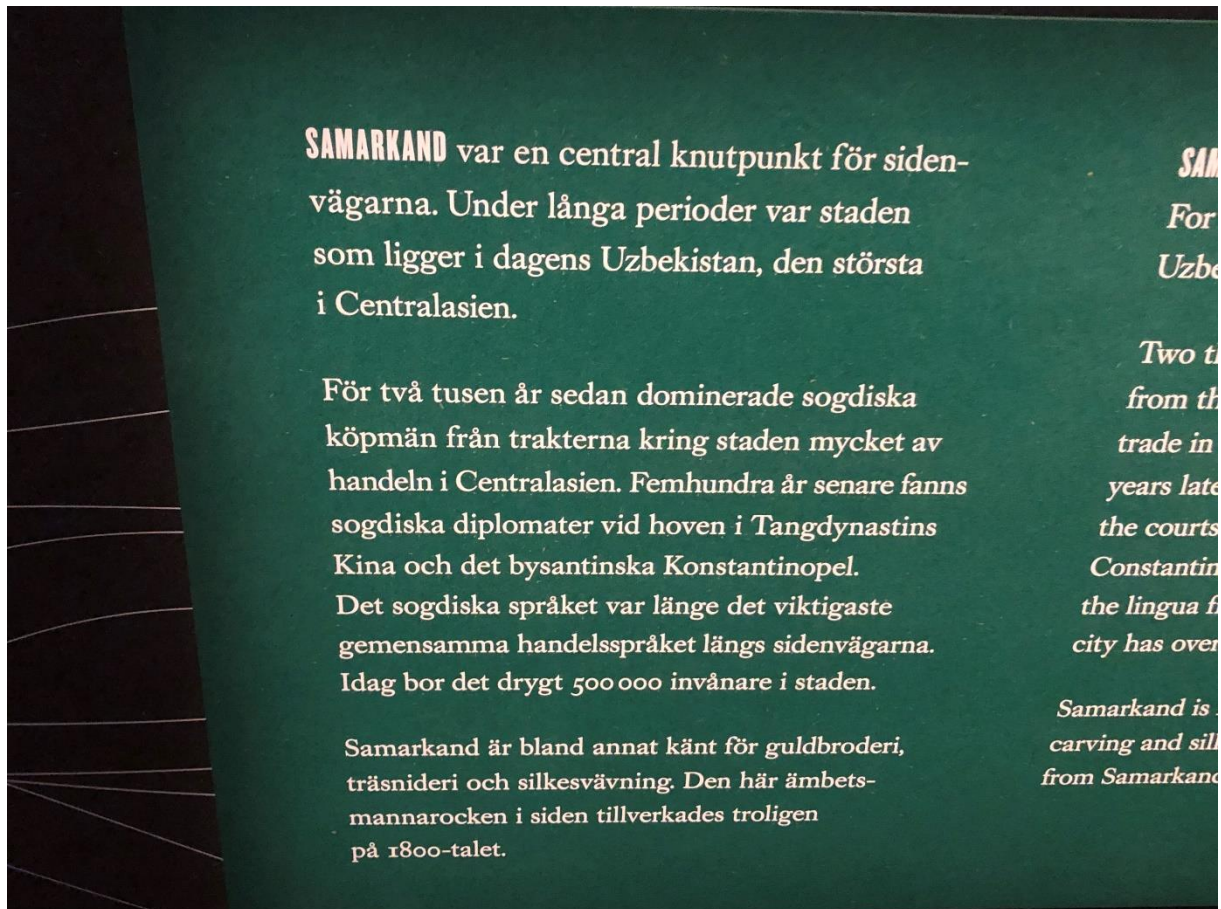 SAMARKAND var en central knutpunkt för siden-
vägarna. Under långa perioder var staden
som ligger i dagens Uzbekistan, den största
i Centralasien.
För två tusen år sedan dominerade sogdiska
köpmän från trakterna kring staden mycket av
handeln i Centralasien. Femhundra år senare fanns
sogdiska diplomater vid hoven i Tangdynastins
Kina och det bysantinska Konstantinopel.
Det sogdiska språket var länge det viktigaste
gemensamma handelsspråket längs sidenvägarna.
Idag bor det drygt 500 000 invånare i staden.
Samarkand är bland annat känt för guldbroderi,
träsnideri och silkesvävning. Den här ämbets-
mannarocken i siden tillverkades troligen
på 1800-talet.
For
Two
from
trade in
years
the courts
the lingua
city has over
Samarkand is
carving and
from Samarkand